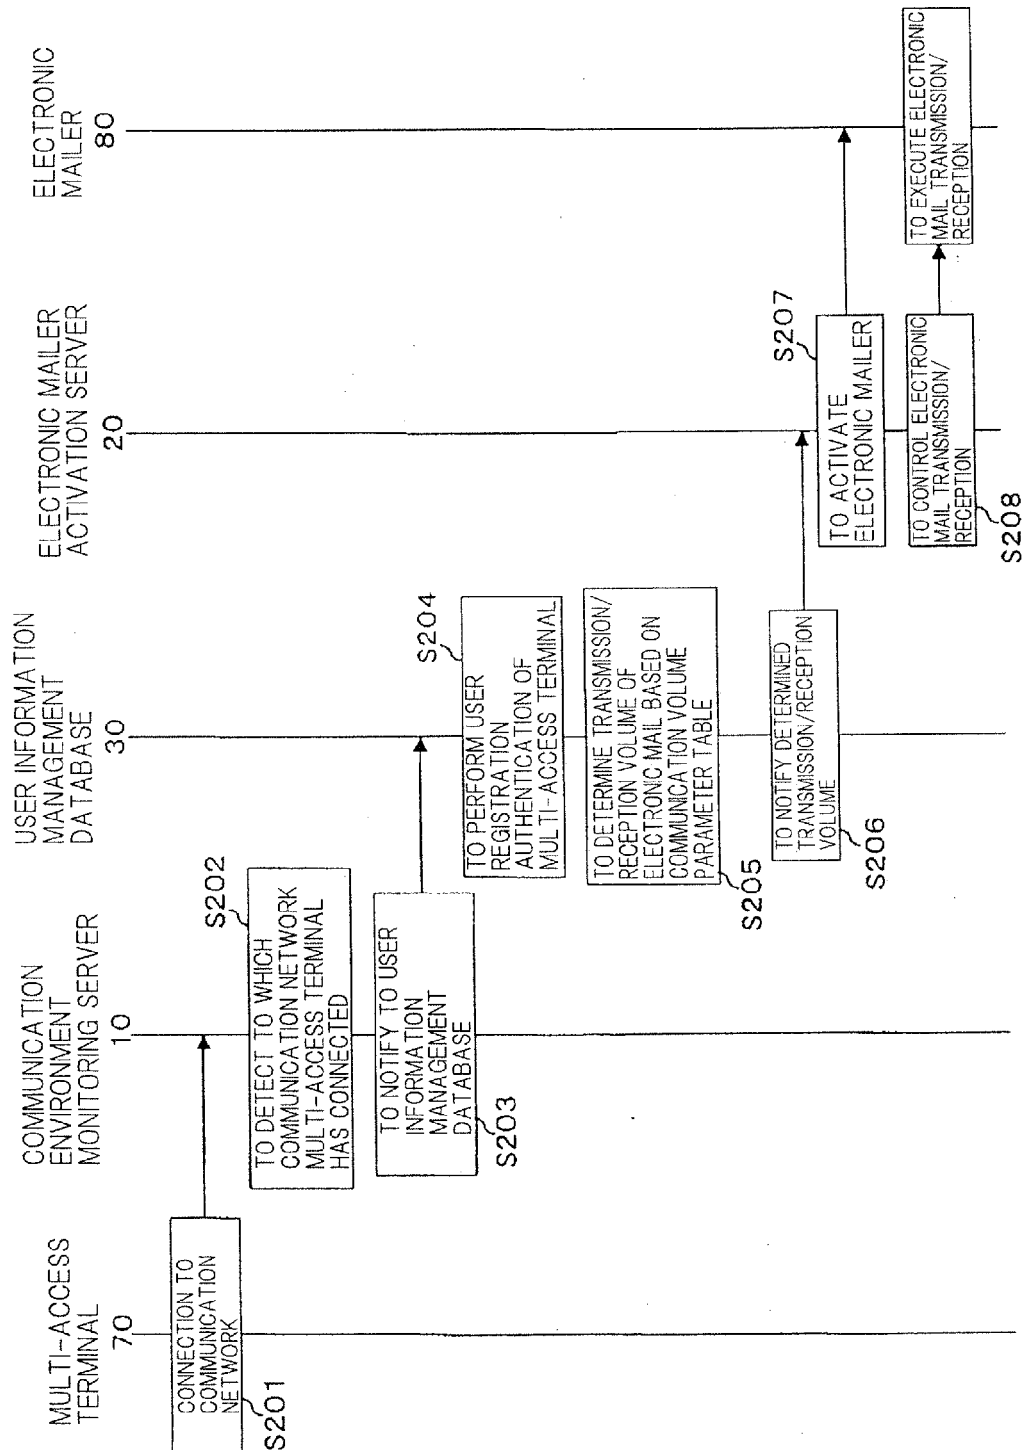 MULTI-ACCESS
TERMINAL
70
COMMUNICATION
ENVIRONMENT
MONITORING SERVER
10
USER INFORMATION
MANAGEMENT
DATABASE
30
ELECTRONIC MAILER
ACTIVATION SERVER
20
ELECTRONIC
MAILER
80
CONNECTION TO
COMMUNICATION
NETWORK
S201
S202
TO DETECT TO WHICH
COMMUNICATION NETWORK
MULTI-ACCESS TERMINAL
HAS CONNECTED
TO NOTIFY TO USER
INFORMATION
MANAGEMENT
DATABASE
S203
S204
TO PERFORM USER
REGISTRATION
AUTHENTICATION OF
MULTI-ACCESS TERMINAL
TO DETERMINE TRANSMISSION/
RECEPTION VOLUME OF
ELECTRONIC MAIL BASED ON
COMMUNICATION VOLUME
PARAMETER TABLE
S205
TO NOTIFY DETERMINED
TRANSMISSION/RECEPTION
VOLUME
S206
S207
TO ACTIVATE
ELECTRONIC MAILER
TO CONTROL ELECTRONIC
MAIL TRANSMISSION/
RECEPTION
S208
TO EXECUTE ELECTRONIC
MAIL TRANSMISSION/
RECEPTION